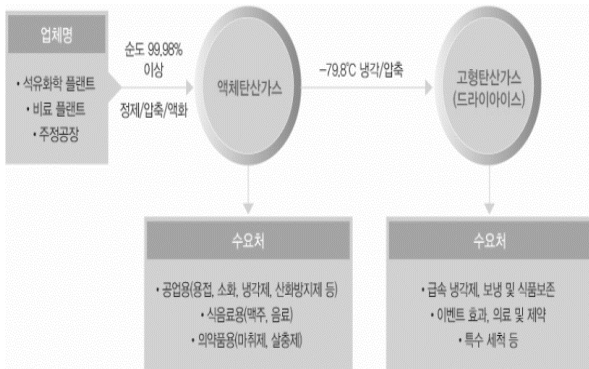 업체명
• 석유화학 플랜트
• 비료 플랜트
• 주정공장
순도 99.98%
이상
정제/압축/액화
액체탄산가스
-79.8℃ 냉각/압축
고형탄산가스
(드라이아이스)
수요처
• 공업용(용접, 소화, 냉각제, 산화방지제 등)
• 식음료용(맥주, 음료)
• 의약품용(마취제, 살충제)
수요처
• 급속 냉각제, 보냉 및 식품보존
• 이벤트 효과, 의료 및 제약
• 특수 세척 등